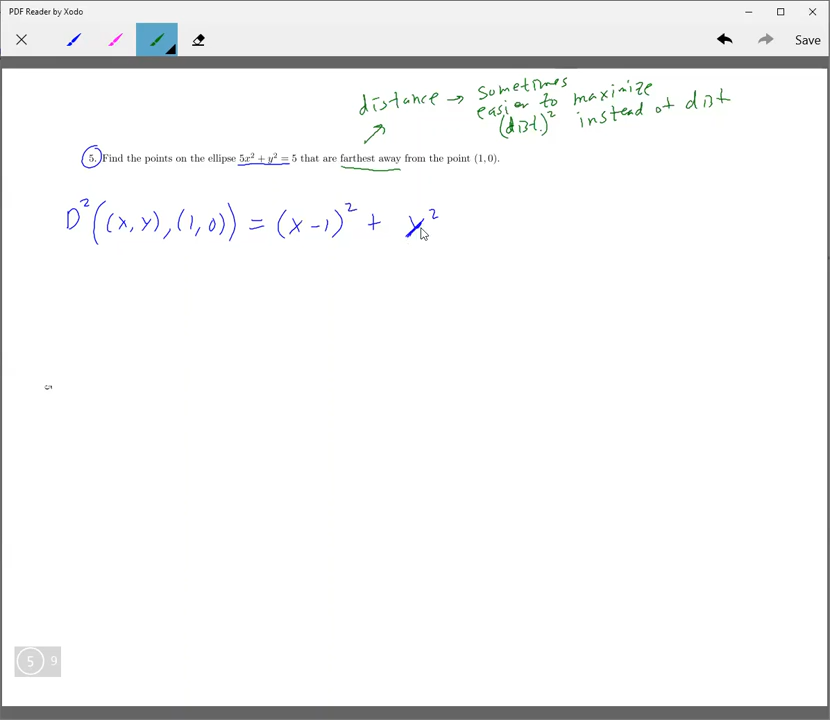 PDF Reader by Xodo
Save
distance → sometimes
easier to maximize
(dist.)² instead of dist
5. Find the points on the ellipse 5x² + y² = 5 that are farthest away from the point (1, 0).
D²((x, y), (1, 0)) = (x - 1)² + y²
5
5 9